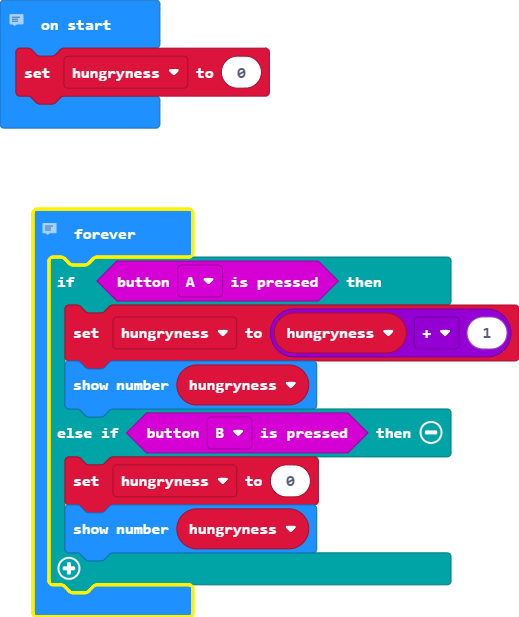 on start
set hungryness to 0
forever
if button A is pressed then
set hungryness to hungryness + 1
show number hungryness
else if button B is pressed then
set hungryness to 0
show number hungryness